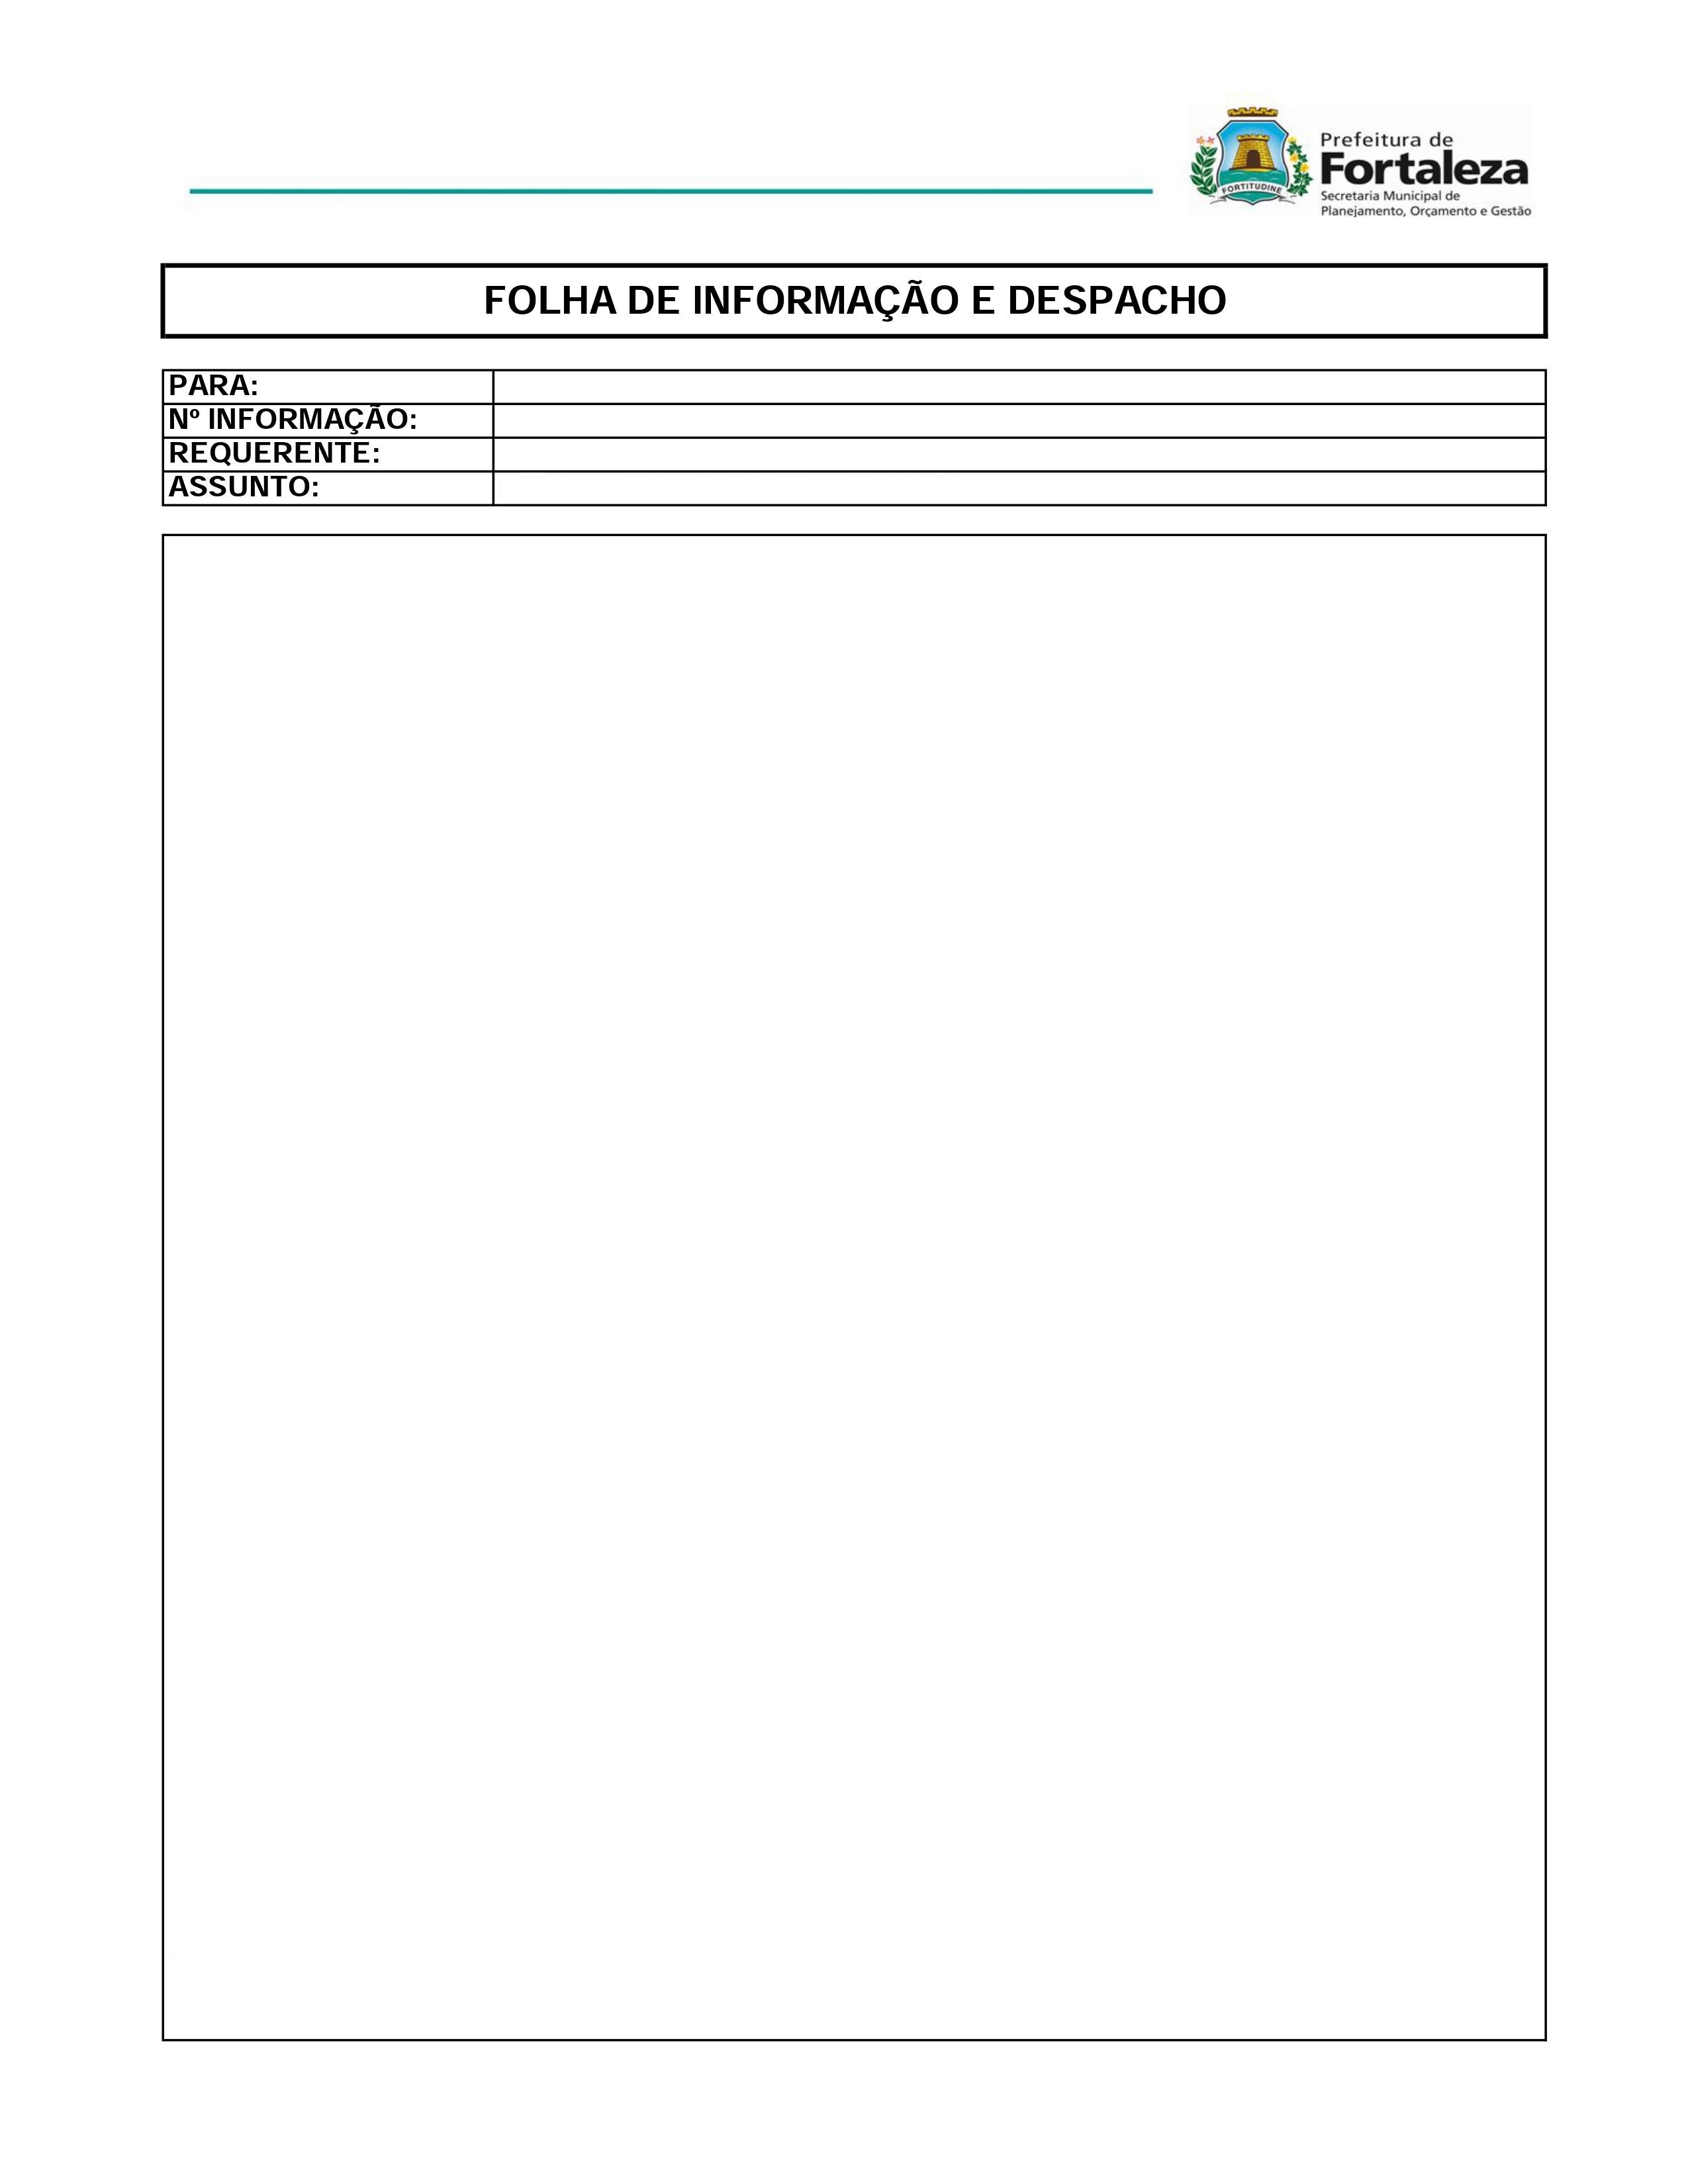 FORTITUDINE
Prefeitura de
Fortaleza
Secretaria Municipal de
Planejamento, Orçamento e Gestão
FOLHA DE INFORMAÇÃO E DESPACHO
PARA:
Nº INFORMAÇÃO:
REQUERENTE:
ASSUNTO: